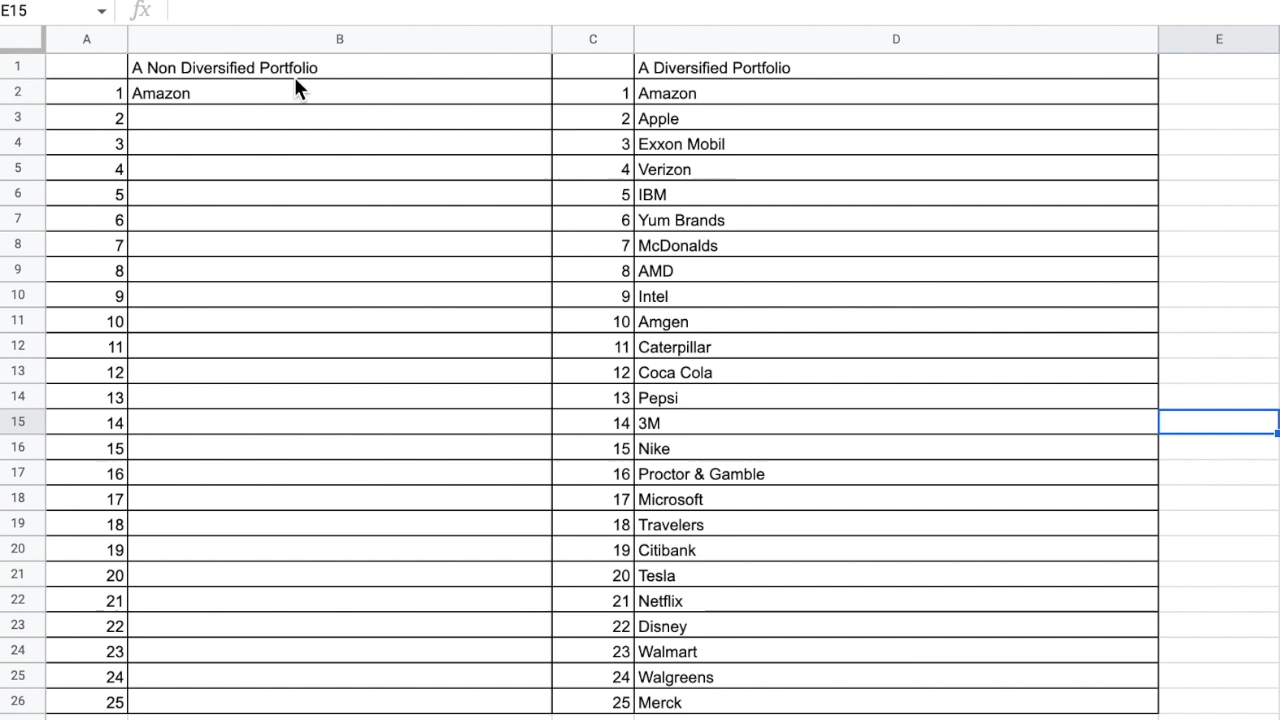 E15 fx
A B C D E
1 A Non Diversified Portfolio A Diversified Portfolio
2 1 Amazon 1 Amazon
3 2 2 Apple
4 3 3 Exxon Mobil
5 4 4 Verizon
6 5 5 IBM
7 6 6 Yum Brands
8 7 7 McDonalds
9 8 8 AMD
10 9 9 Intel
11 10 10 Amgen
12 11 11 Caterpillar
13 12 12 Coca Cola
14 13 13 Pepsi
15 14 14 3M
16 15 15 Nike
17 16 16 Proctor & Gamble
18 17 17 Microsoft
19 18 18 Travelers
20 19 19 Citibank
21 20 20 Tesla
22 21 21 Netflix
23 22 22 Disney
24 23 23 Walmart
25 24 24 Walgreens
26 25 25 Merck